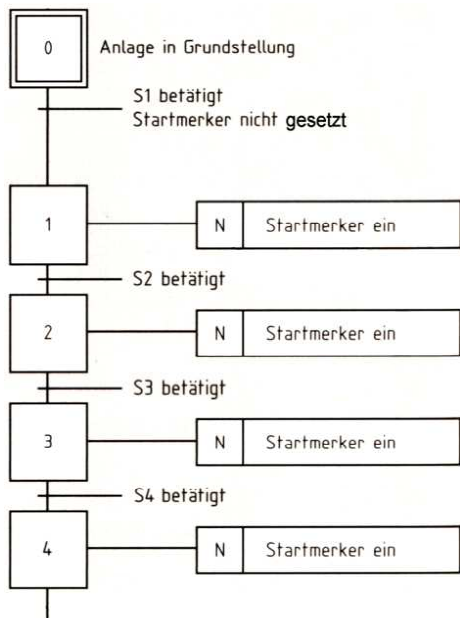 0 Anlage in Grundstellung
S1 betätigt
Startmerker nicht gesetzt
1 N Startmerker ein
S2 betätigt
2 N Startmerker ein
S3 betätigt
3 N Startmerker ein
S4 betätigt
4 N Startmerker ein